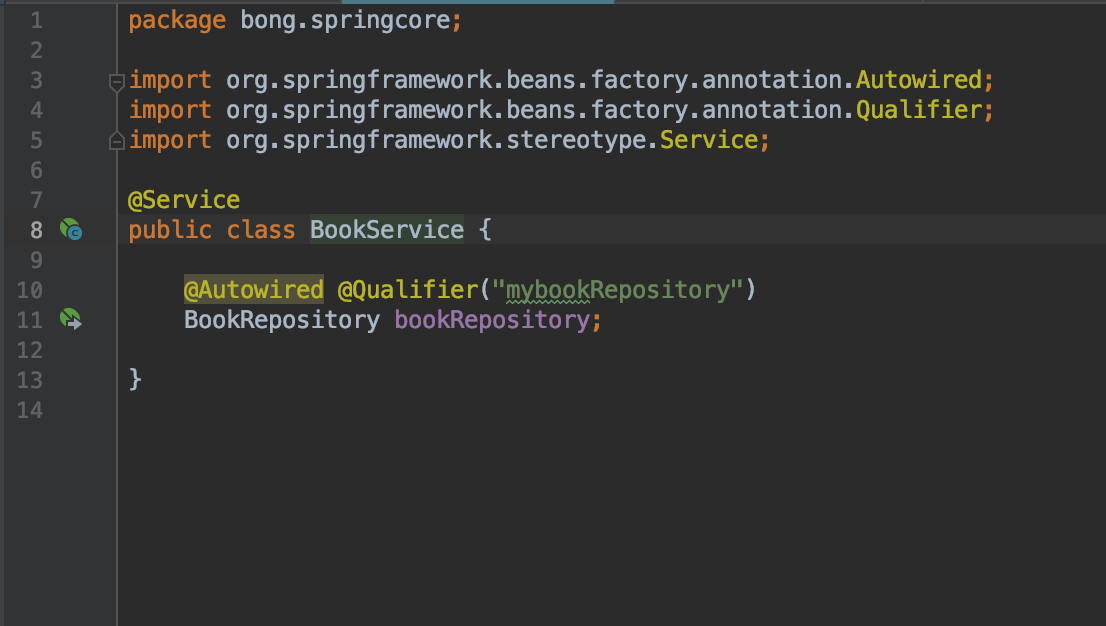 1 package bong.springcore;
2
3 import org.springframework.beans.factory.annotation.Autowired;
4 import org.springframework.beans.factory.annotation.Qualifier;
5 import org.springframework.stereotype.Service;
6
7 @Service
8 public class BookService {
9
10 @Autowired @Qualifier("mybookRepository")
11 BookRepository bookRepository;
12
13 }
14